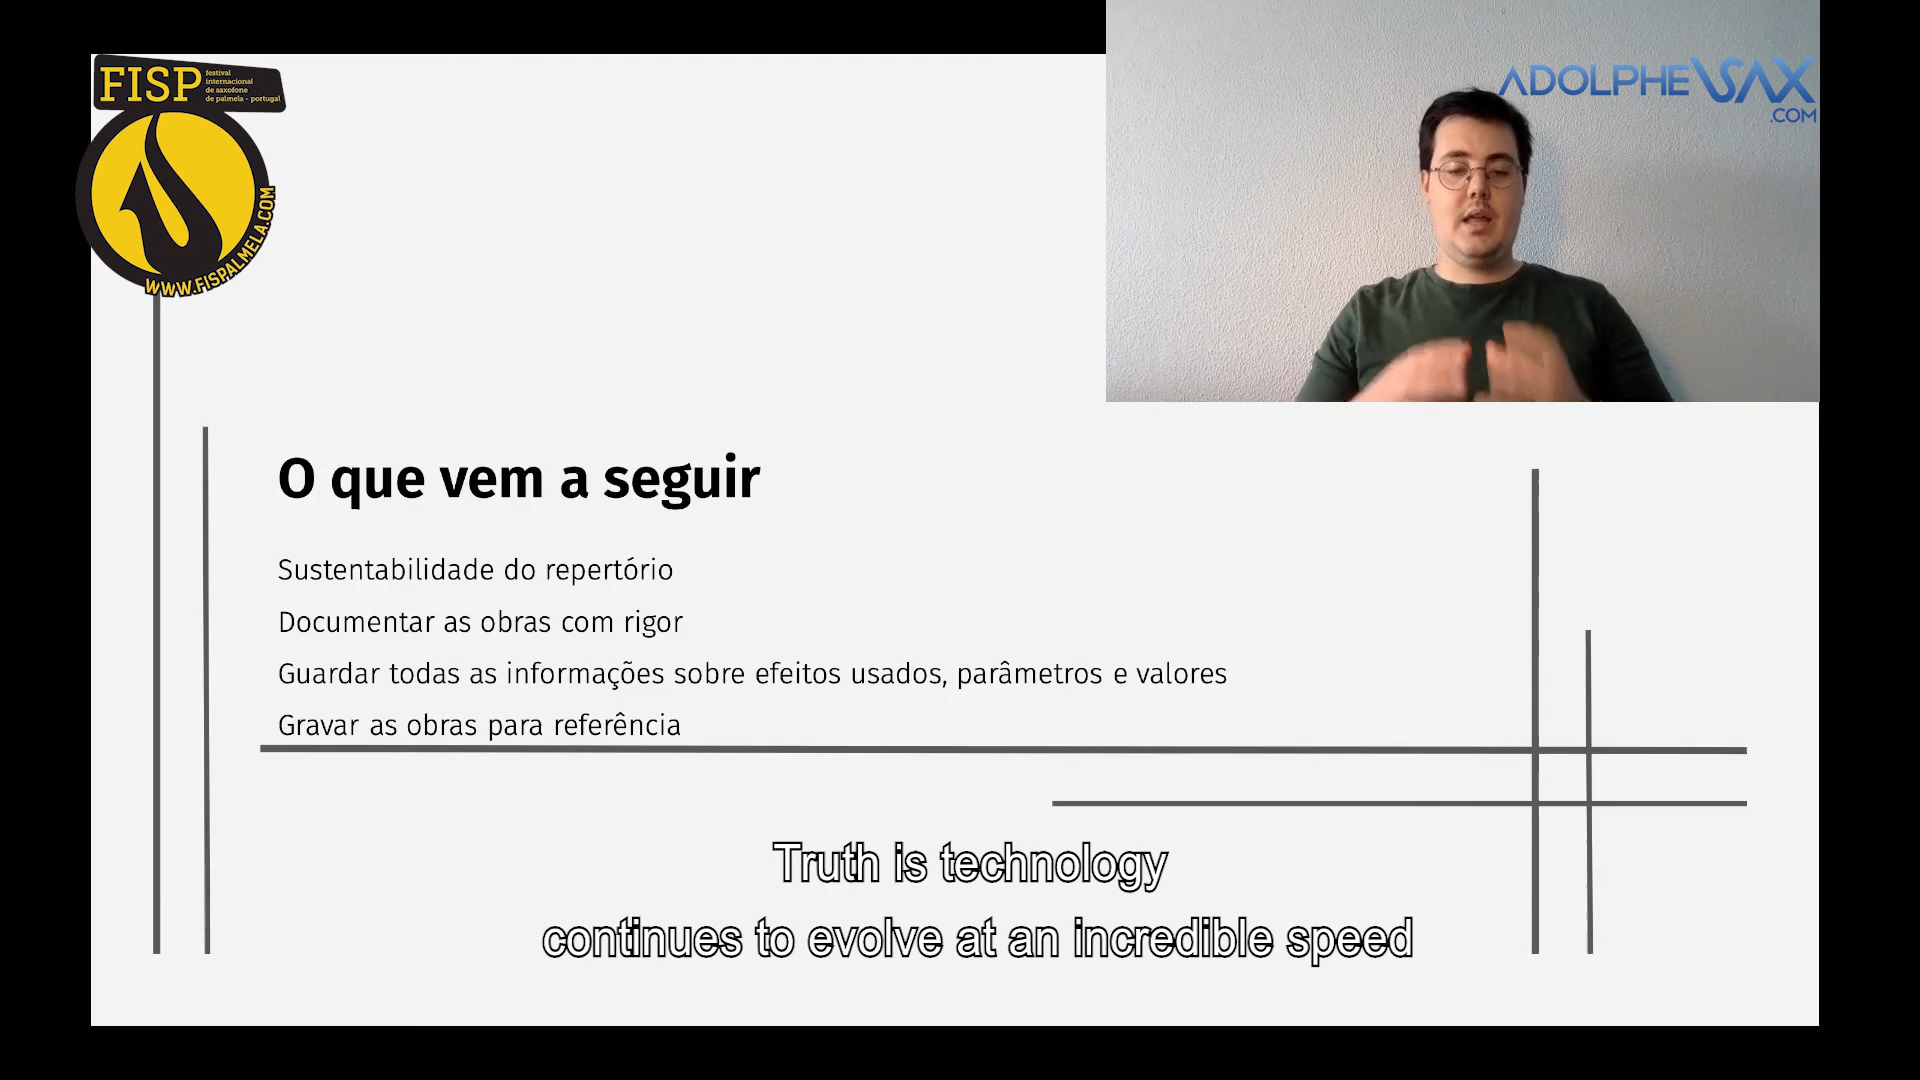 FISP
festival
internacional
de saxofone
de palmela - portugal
WWW.FISPALMELA.COM
ADOLPHESAX
.COM
O que vem a seguir
Sustentabilidade do repertório
Documentar as obras com rigor
Guardar todas as informações sobre efeitos usados, parâmetros e valores
Gravar as obras para referência
Truth is technology
continues to evolve at an incredible speed